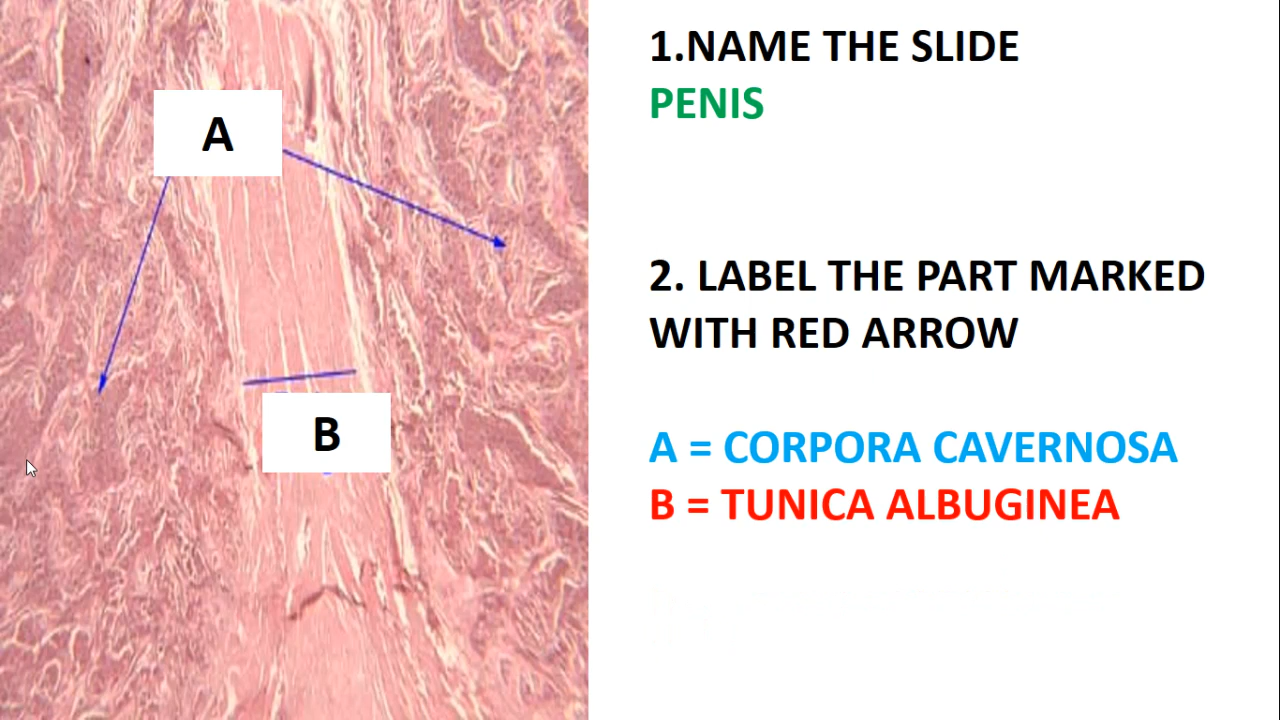 A
B
1.NAME THE SLIDE
PENIS
2. LABEL THE PART MARKED
WITH RED ARROW
A = CORPORA CAVERNOSA
B = TUNICA ALBUGINEA